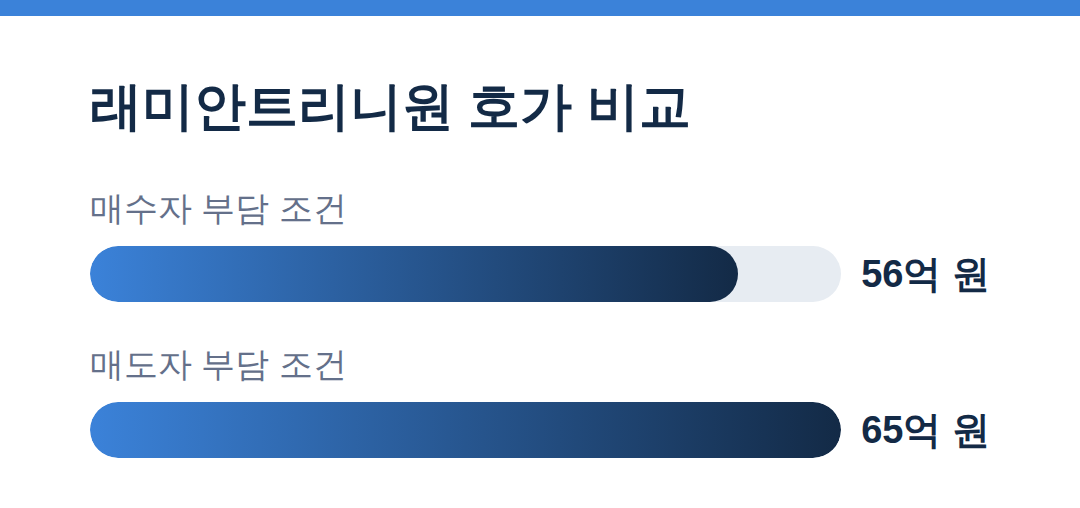 래미안트리니원 호가 비교
매수자 부담 조건
56억 원
매도자 부담 조건
65억 원